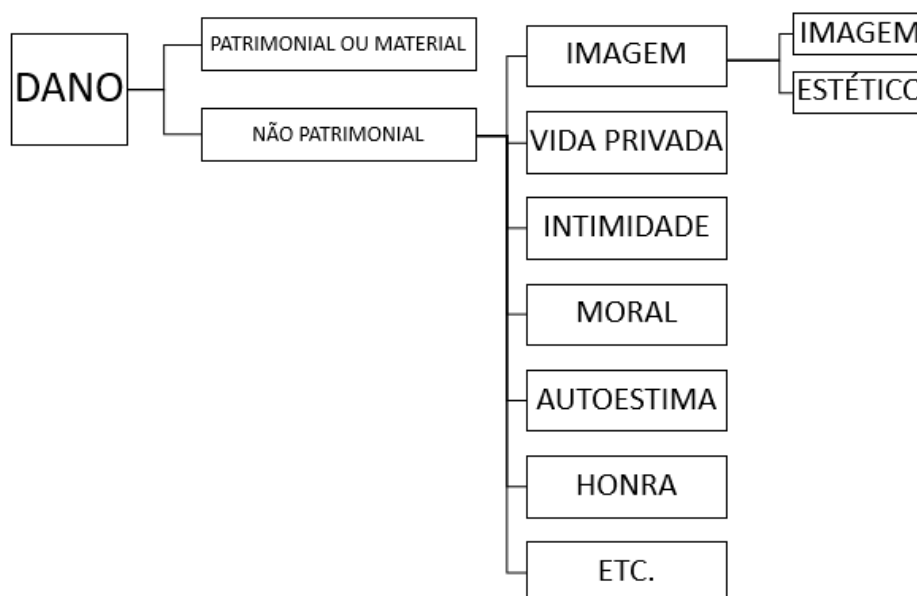 DANO
PATRIMONIAL OU MATERIAL
NÃO PATRIMONIAL
IMAGEM
VIDA PRIVADA
INTIMIDADE
MORAL
AUTOESTIMA
HONRA
ETC.
IMAGEM
ESTÉTICO